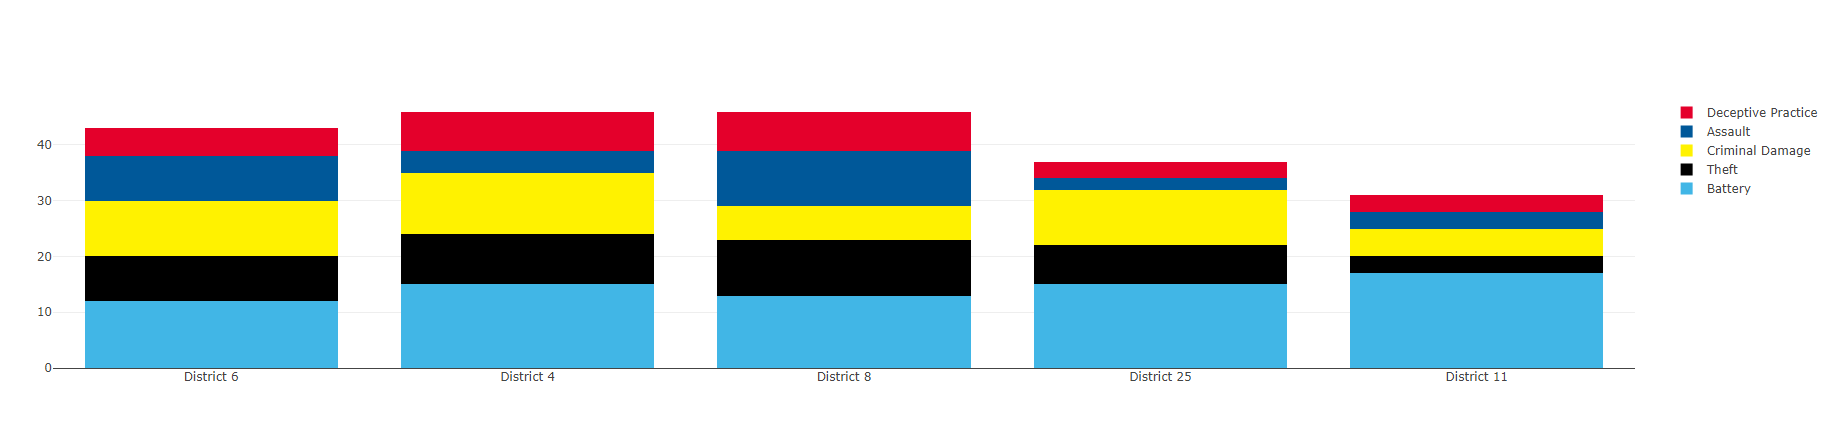 40
30
20
10
0
District 6
District 4
District 8
District 25
District 11
Deceptive Practice
Assault
Criminal Damage
Theft
Battery